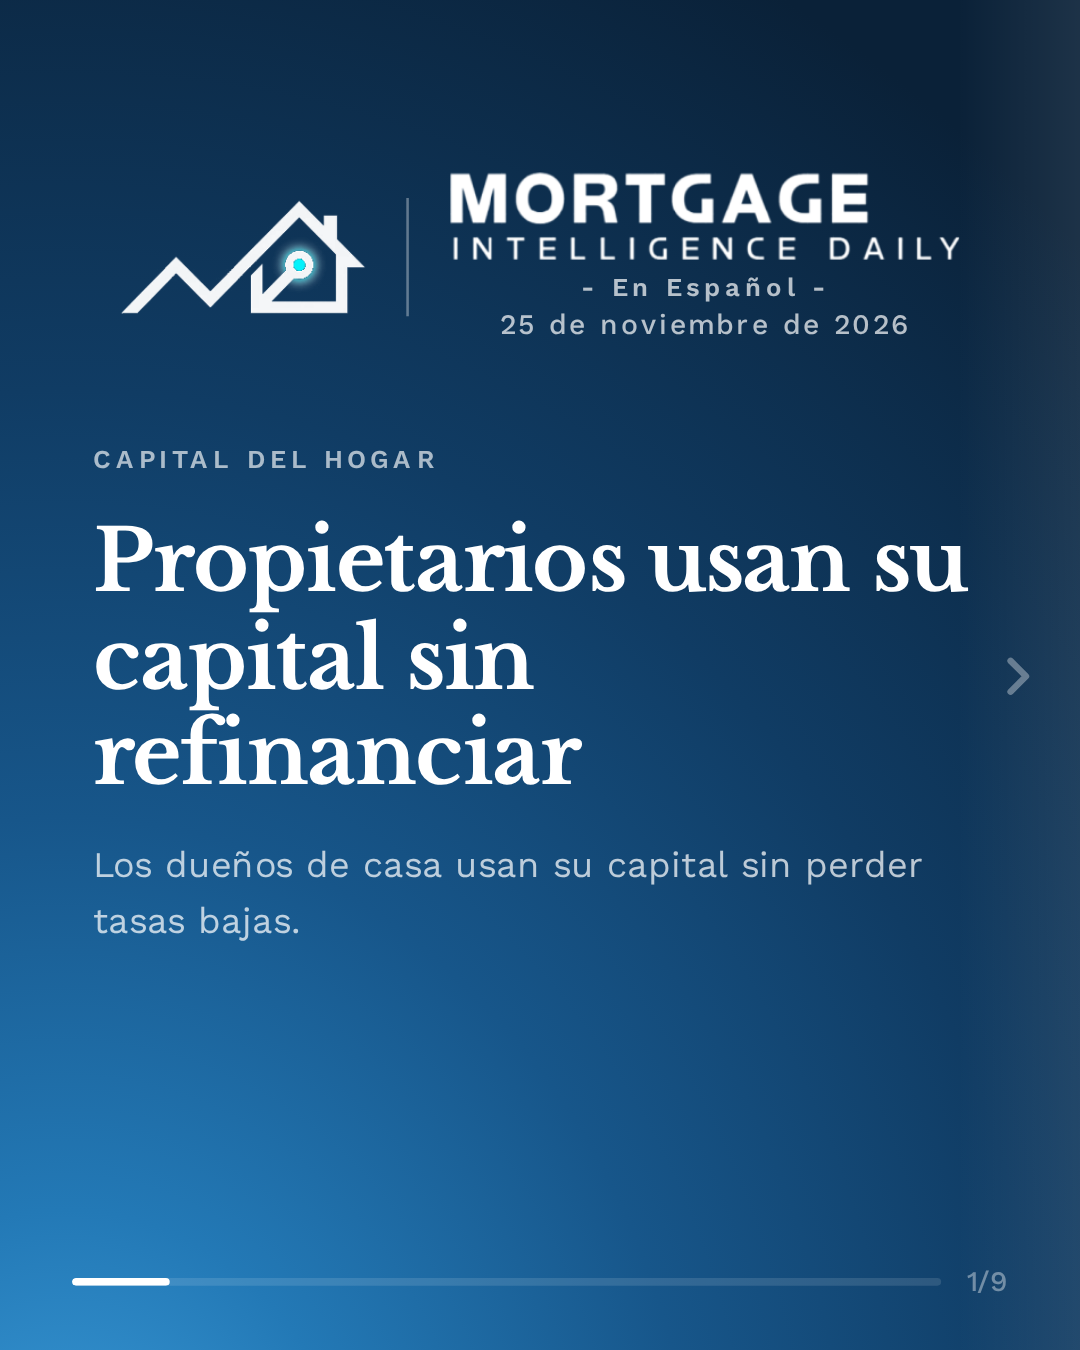 MORTGAGE
INTELLIGENCE DAILY
- En Español -
25 de noviembre de 2026
CAPITAL DEL HOGAR
Propietarios usan su
capital sin
refinanciar
Los dueños de casa usan su capital sin perder
tasas bajas.
1/9